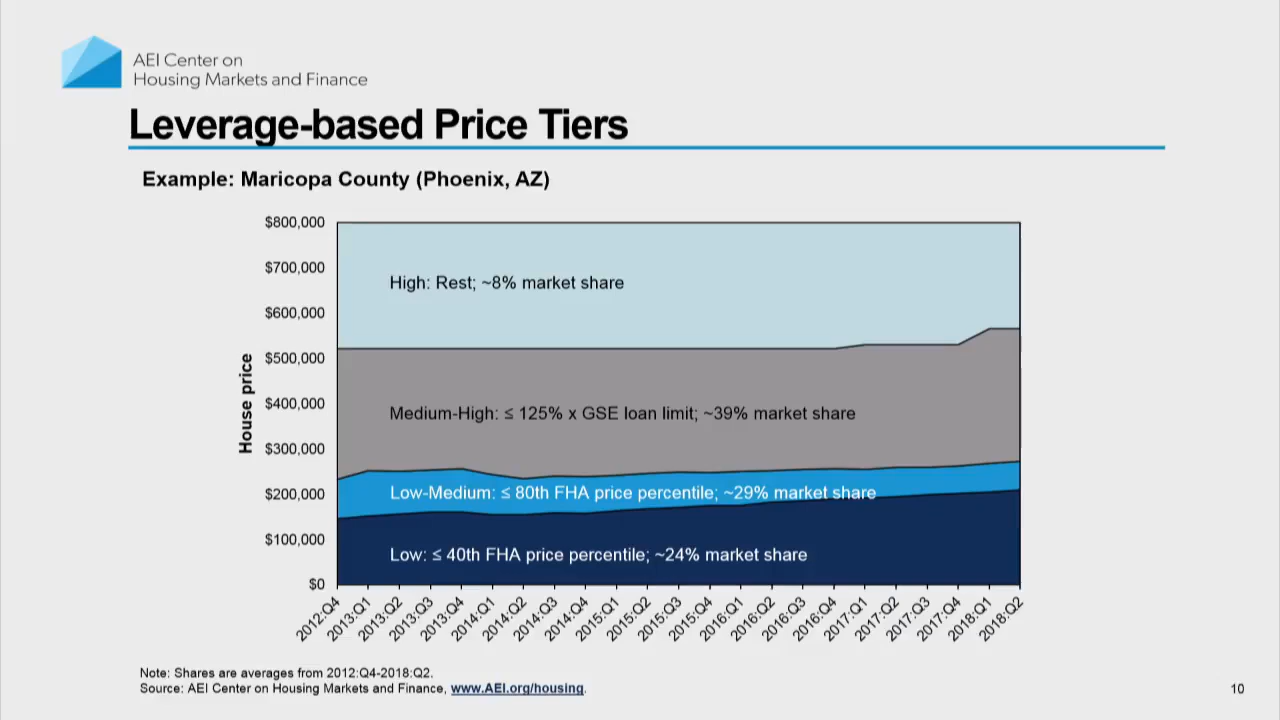 AEI Center on
Housing Markets and Finance
Leverage-based Price Tiers
Example: Maricopa County (Phoenix, AZ)
House price
$800,000
$700,000
$600,000
$500,000
$400,000
$300,000
$200,000
$100,000
$0
High: Rest; ~8% market share
Medium-High: ≤ 125% x GSE loan limit; ~39% market share
Low-Medium: ≤ 80th FHA price percentile; ~29% market share
Low: ≤ 40th FHA price percentile; ~24% market share
2012:Q4
2013:Q1
2013:Q2
2013:Q3
2013:Q4
2014:Q1
2014:Q2
2014:Q3
2014:Q4
2015:Q1
2015:Q2
2015:Q3
2015:Q4
2016:Q1
2016:Q2
2016:Q3
2016:Q4
2017:Q1
2017:Q2
2017:Q3
2017:Q4
2018:Q1
2018:Q2
Note: Shares are averages from 2012:Q4-2018:Q2.
Source: AEI Center on Housing Markets and Finance, www.AEI.org/housing.
10